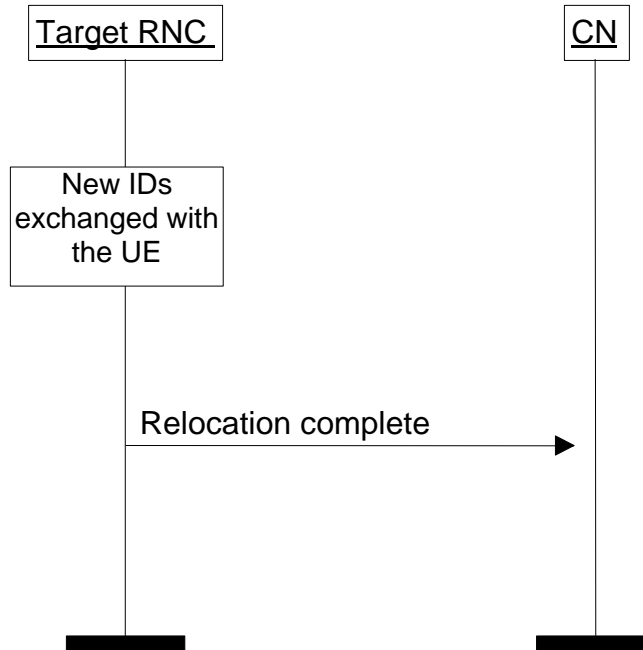 Target RNC
CN
New IDs
exchanged with
the UE
Relocation complete